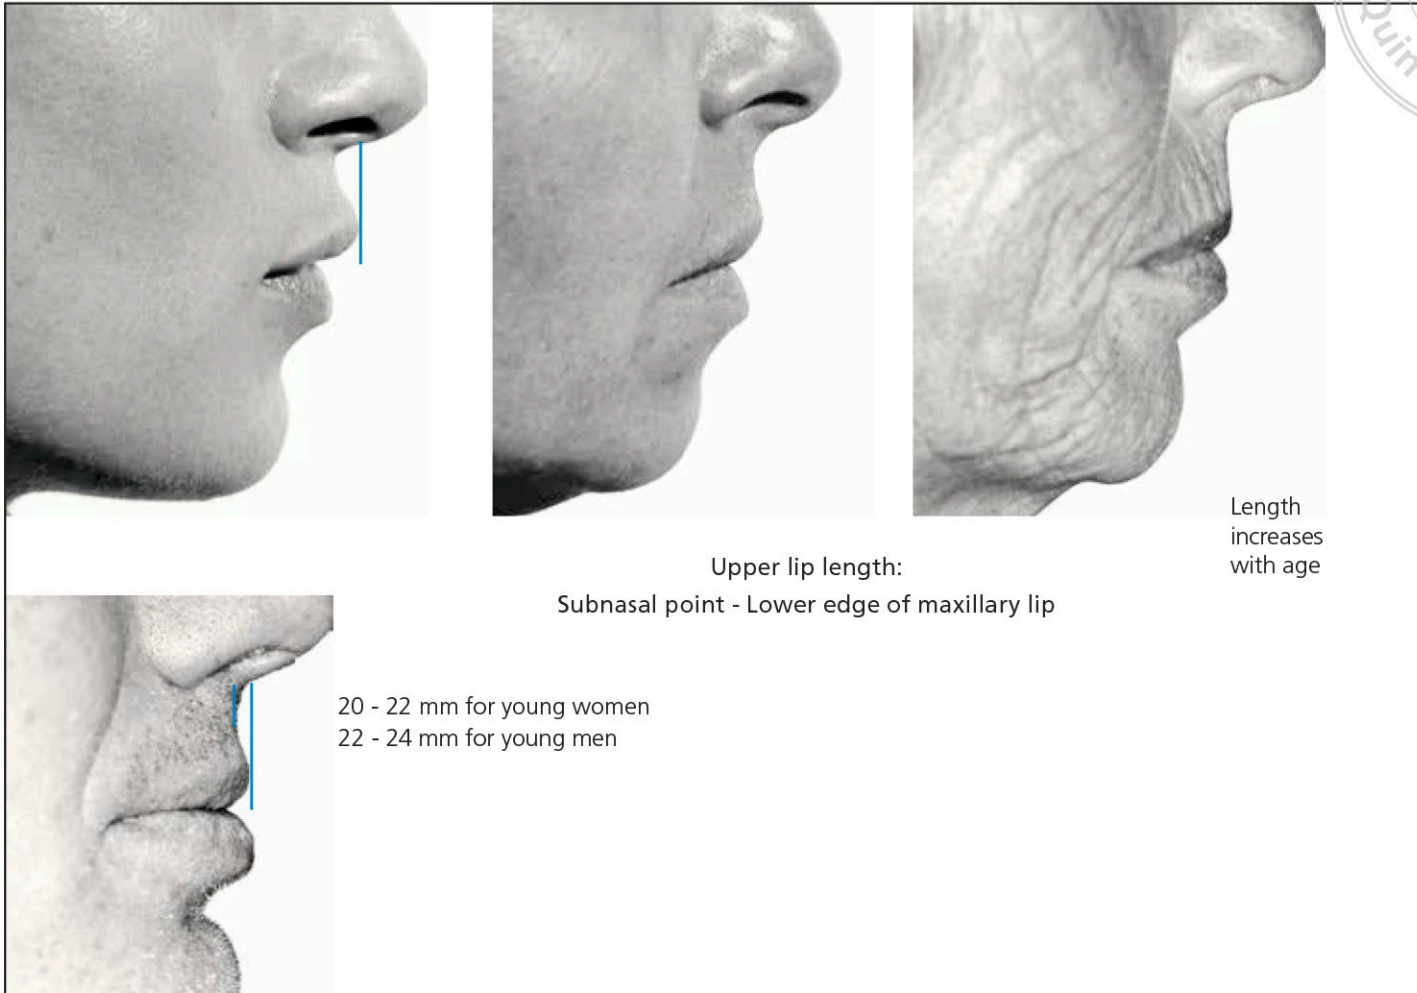 Length
increases
with age
Upper lip length:
Subnasal point - Lower edge of maxillary lip
20 - 22 mm for young women
22 - 24 mm for young men